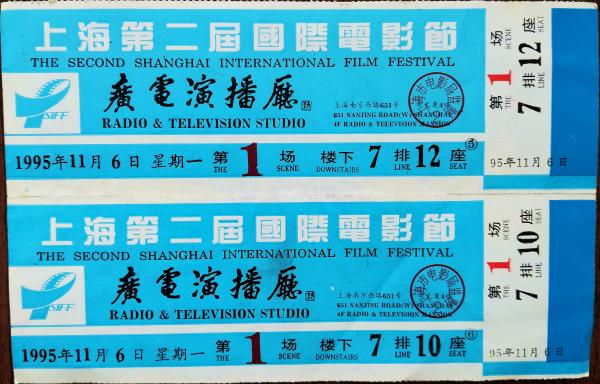 上海第二届國際電影節
THE SECOND SHANGHAI INTERNATIONAL FILM FESTIVAL
SIFF
廣電演播廳
RADIO & TELEVISION STUDIO
上海南京西路651号
651 NANJING ROAD(W) SHANGHAI
4F RADIO & TELEVISION MANSION
1995年11月6日 星期一 第 1 场 楼下 7 排 12 座
THE SCENE DOWNSTAIRS LINE SEAT
⑤
第 1 场
THE SCENE
7 排 12 座
LINE SEAT
95年11月6日
上海第二届國際電影節
THE SECOND SHANGHAI INTERNATIONAL FILM FESTIVAL
SIFF
廣電演播廳
RADIO & TELEVISION STUDIO
上海南京西路651号
651 NANJING ROAD(W) SHANGHAI
4F RADIO & TELEVISION MANSION
1995年11月6日 星期一 第 1 场 楼下 7 排 10 座
THE SCENE DOWNSTAIRS LINE SEAT
⑥
第 1 场
THE SCENE
7 排 10 座
LINE SEAT
95年11月6日